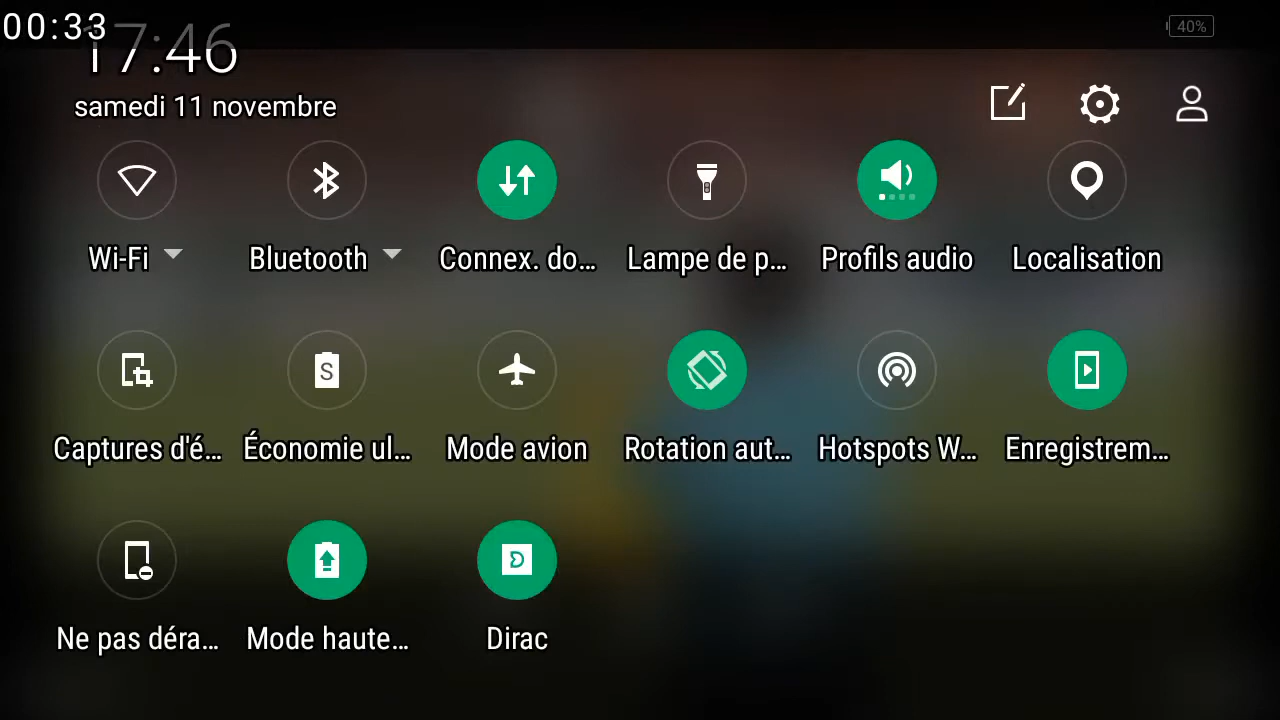 00:33
17:46
40%
samedi 11 novembre
Wi-Fi
Bluetooth
Connex. do...
Lampe de p...
Profils audio
Localisation
S
Captures d'é...
Économie ul...
Mode avion
Rotation aut...
Hotspots W...
Enregistrem...
D
Ne pas déra...
Mode haute...
Dirac